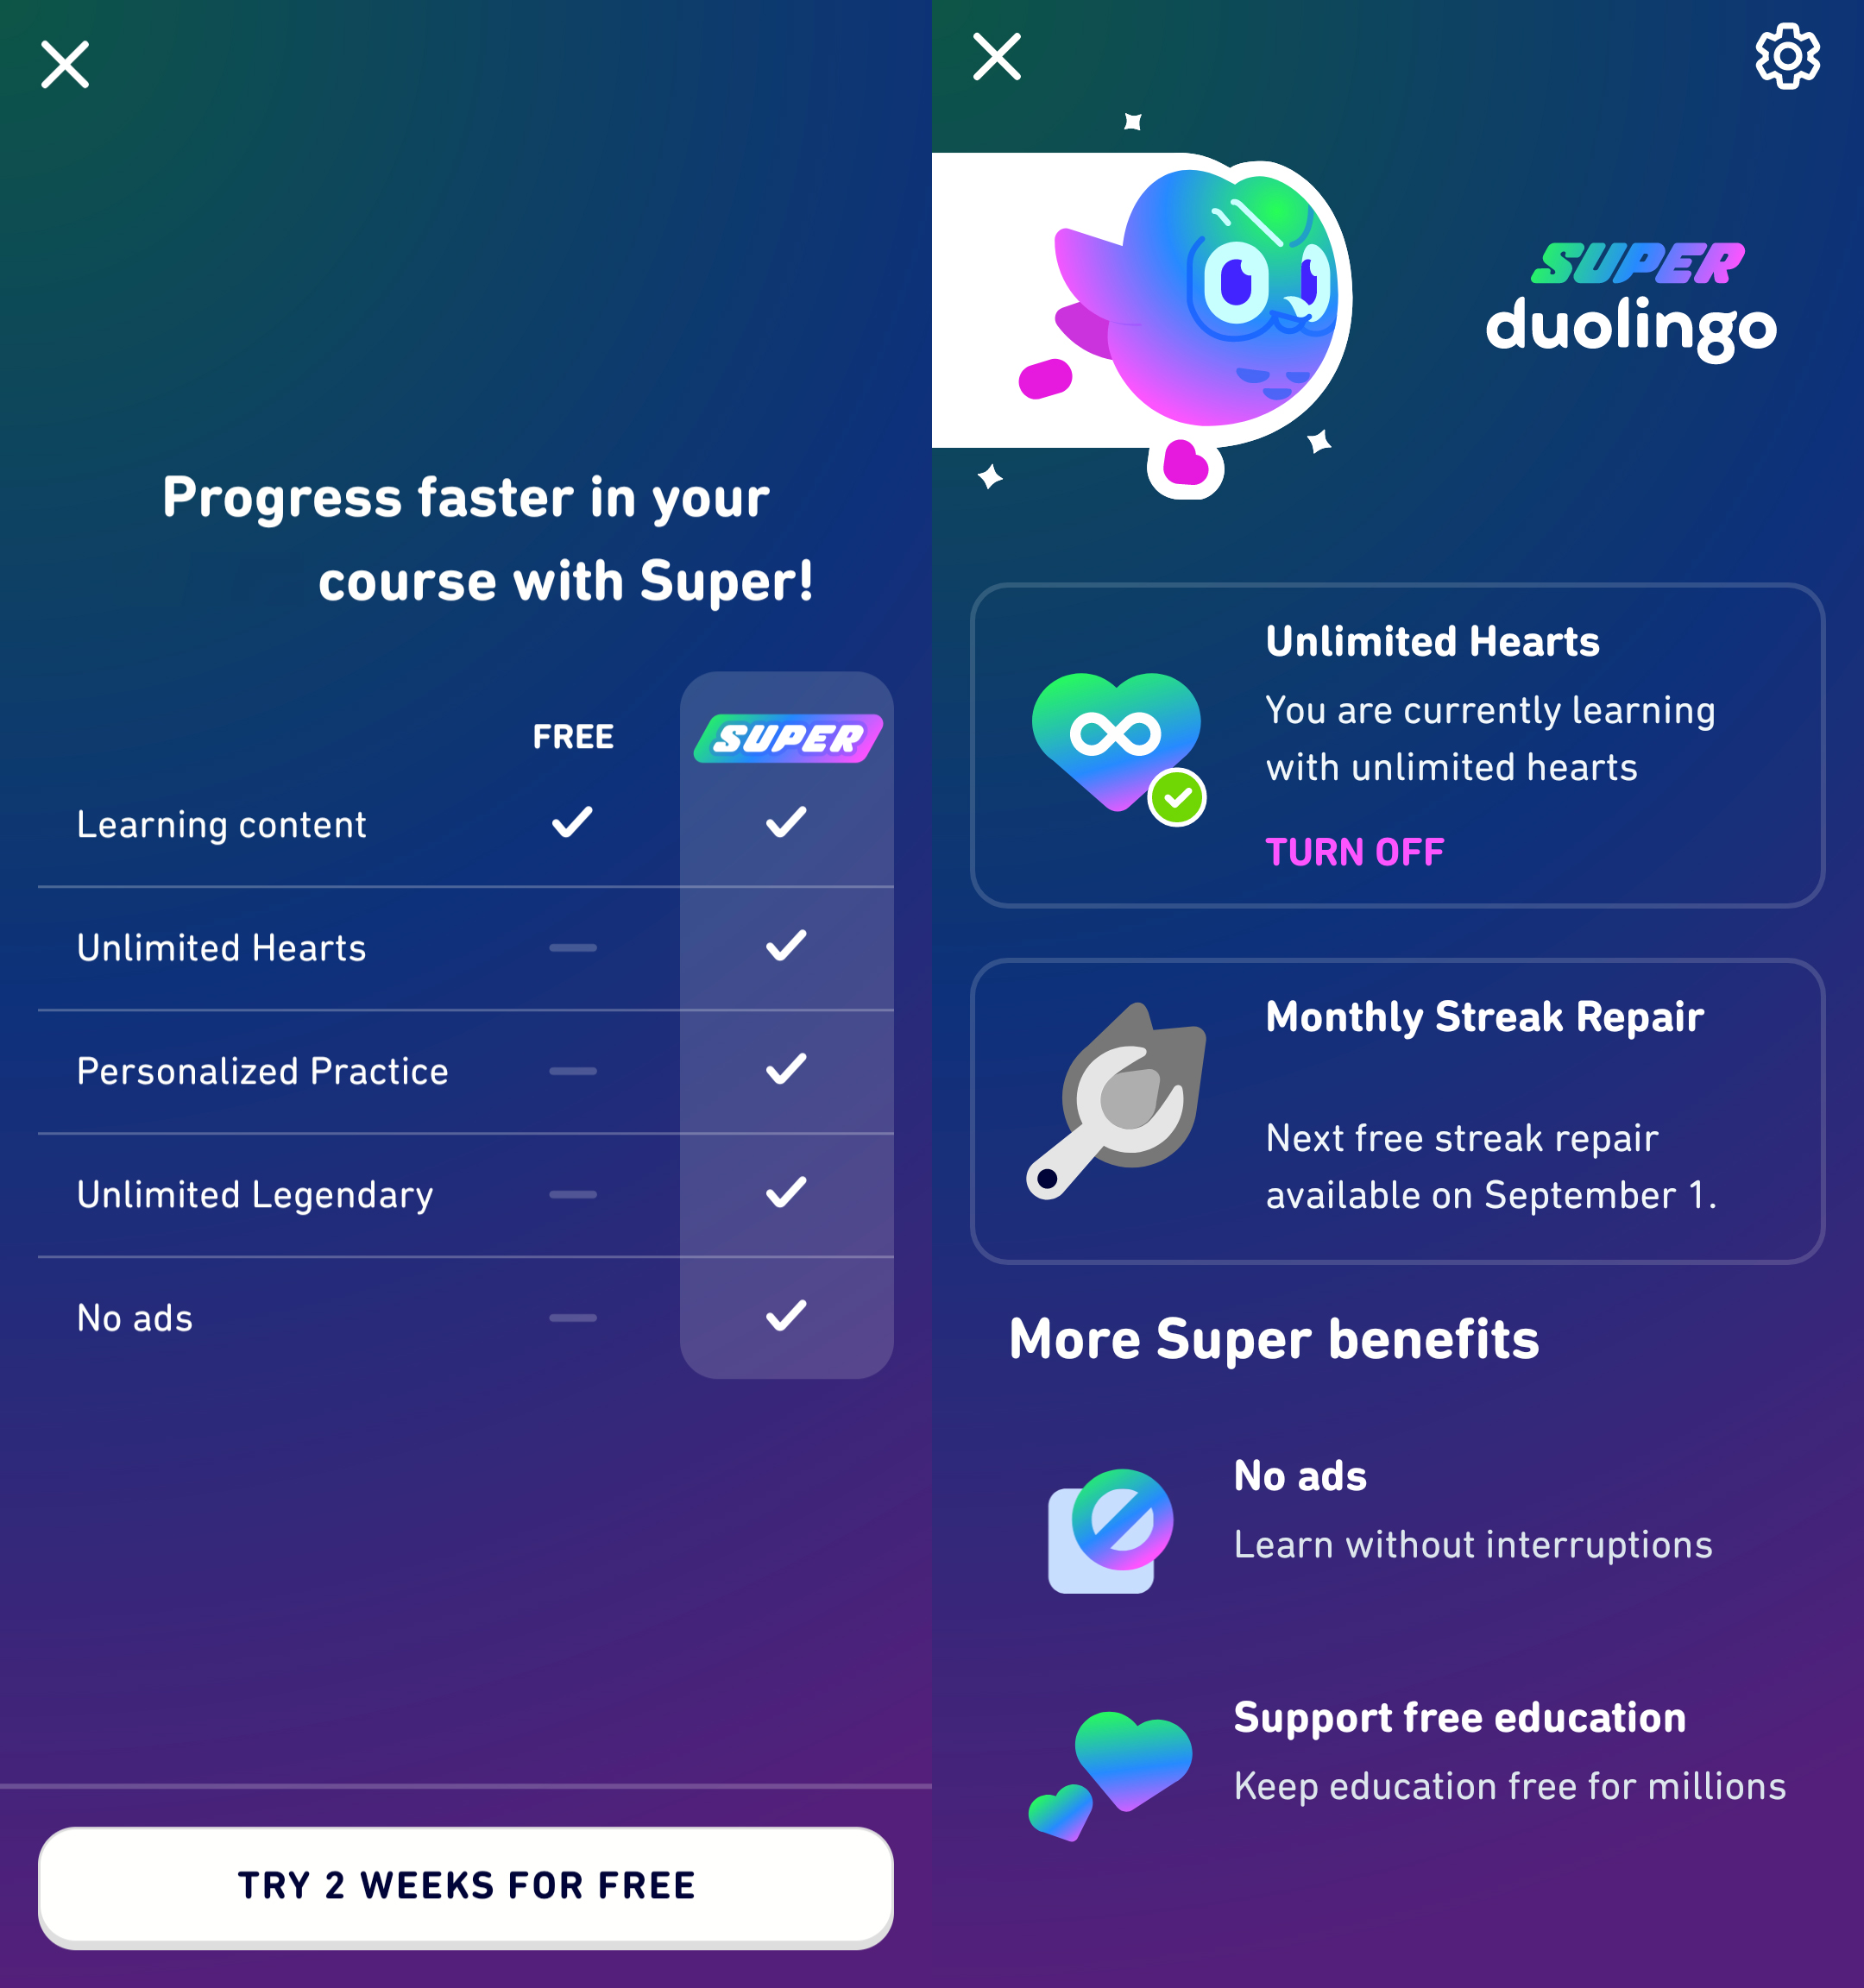 Progress faster in your
course with Super!
FREE SUPER
Learning content
Unlimited Hearts
Personalized Practice
Unlimited Legendary
No ads
TRY 2 WEEKS FOR FREE
SUPER
duolingo
Unlimited Hearts
You are currently learning
with unlimited hearts
TURN OFF
Monthly Streak Repair
Next free streak repair
available on September 1.
More Super benefits
No ads
Learn without interruptions
Support free education
Keep education free for millions